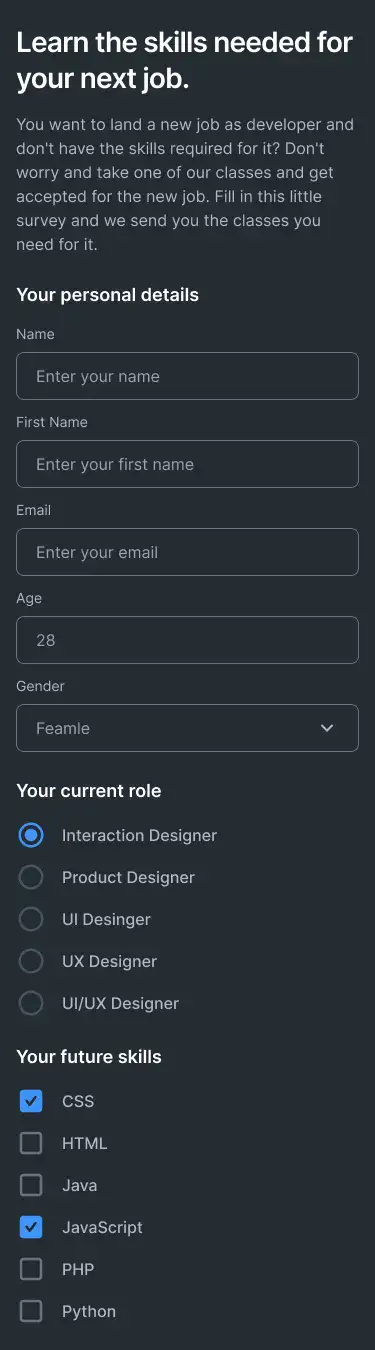 Learn the skills needed for
your next job.
You want to land a new job as developer and
don't have the skills required for it? Don't
worry and take one of our classes and get
accepted for the new job. Fill in this little
survey and we send you the classes you
need for it.
Your personal details
Name
Enter your name
First Name
Enter your first name
Email
Enter your email
Age
28
Gender
Feamle
Your current role
Interaction Designer
Product Designer
UI Desinger
UX Designer
UI/UX Designer
Your future skills
CSS
HTML
Java
JavaScript
PHP
Python